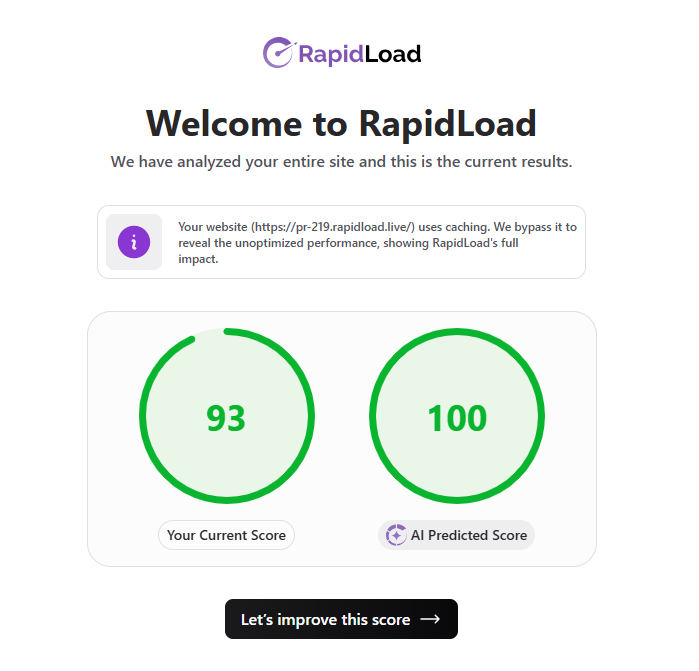 RapidLoad
Welcome to RapidLoad
We have analyzed your entire site and this is the current results.
Your website (https://pr-219.rapidload.live/) uses caching. We bypass it to
reveal the unoptimized performance, showing RapidLoad's full
impact.
93
100
Your Current Score
AI Predicted Score
Let's improve this score →